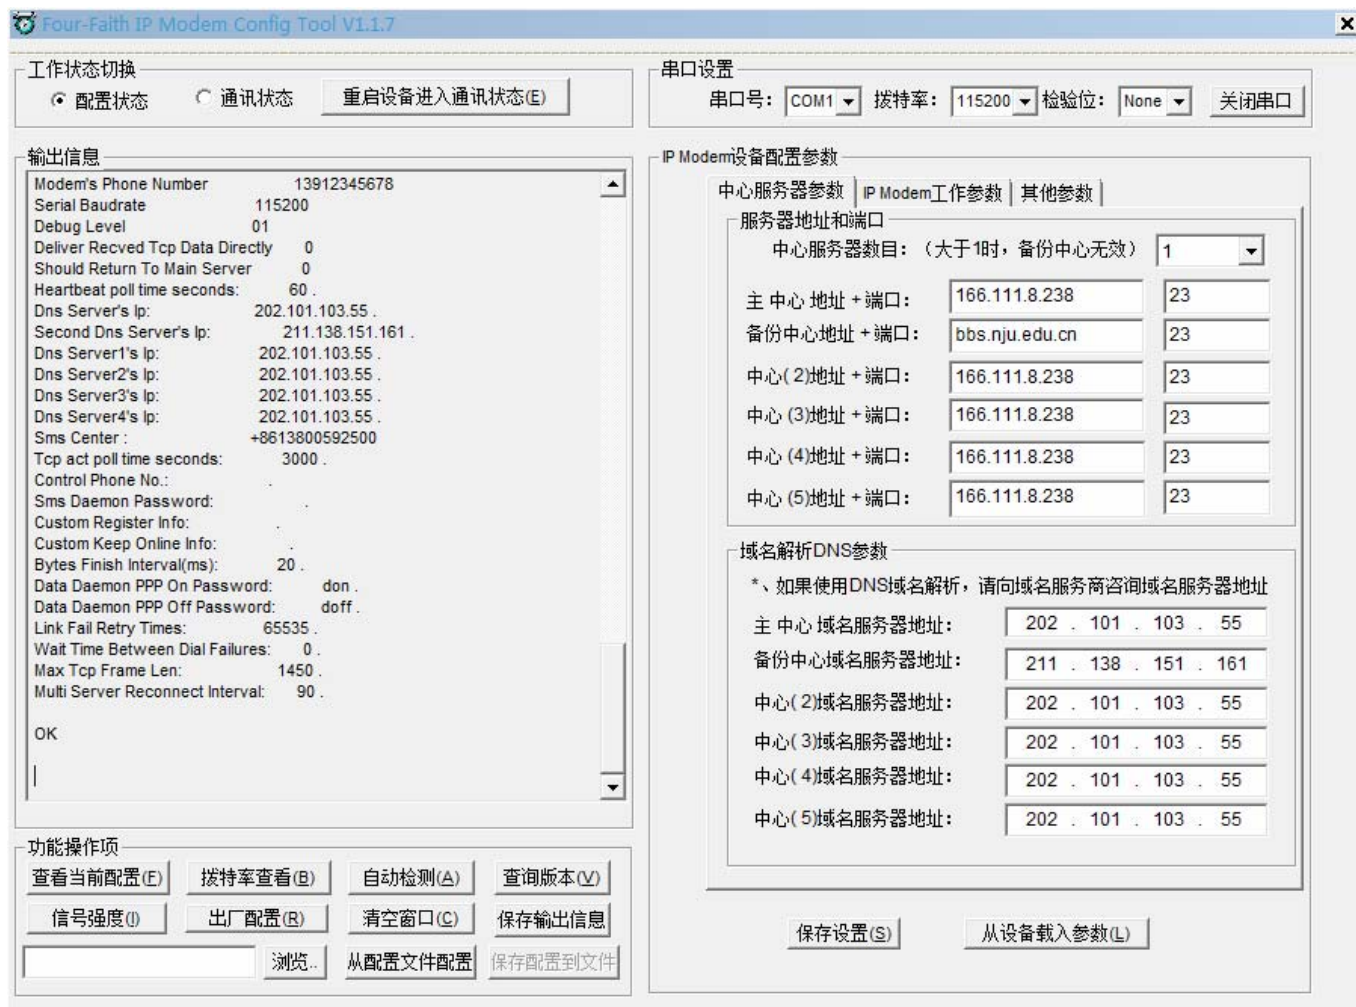 Four-Faith IP Modem Config Tool V1.1.7
工作状态切换
配置状态 通讯状态 重启设备进入通讯状态(E)
串口设置
串口号： COM1 拨特率： 115200 检验位： None 关闭串口
输出信息
Modem's Phone Number 13912345678
Serial Baudrate 115200
Debug Level 01
Deliver Recved Tcp Data Directly 0
Should Return To Main Server 0
Heartbeat poll time seconds: 60 .
Dns Server's Ip: 202.101.103.55 .
Second Dns Server's Ip: 211.138.151.161 .
Dns Server1's Ip: 202.101.103.55 .
Dns Server2's Ip: 202.101.103.55 .
Dns Server3's Ip: 202.101.103.55 .
Dns Server4's Ip: 202.101.103.55 .
Sms Center : +8613800592500
Tcp act poll time seconds: 3000 .
Control Phone No.: .
Sms Daemon Password: .
Custom Register Info: .
Custom Keep Online Info: .
Bytes Finish Interval(ms): 20 .
Data Daemon PPP On Password: don .
Data Daemon PPP Off Password: doff .
Link Fail Retry Times: 65535 .
Wait Time Between Dial Failures: 0 .
Max Tcp Frame Len: 1450 .
Multi Server Reconnect Interval: 90 .
OK
功能操作项
查看当前配置(F) 拨特率查看(B) 自动检测(A) 查询版本(V)
信号强度(I) 出厂配置(R) 清空窗口(C) 保存输出信息
浏览.. 从配置文件配置 保存配置到文件
IP Modem设备配置参数
中心服务器参数 IP Modem工作参数 其他参数
服务器地址和端口
中心服务器数目：（大于1时，备份中心无效） 1
主 中心 地址 + 端口： 166.111.8.238 23
备份中心地址 + 端口： bbs.nju.edu.cn 23
中心( 2)地址 + 端口： 166.111.8.238 23
中心 (3)地址 + 端口： 166.111.8.238 23
中心 (4)地址 + 端口： 166.111.8.238 23
中心 (5)地址 + 端口： 166.111.8.238 23
域名解析DNS参数
*、如果使用DNS域名解析，请向域名服务商咨询域名服务器地址
主 中心 域名服务器地址： 202 . 101 . 103 . 55
备份中心域名服务器地址： 211 . 138 . 151 . 161
中心( 2)域名服务器地址： 202 . 101 . 103 . 55
中心( 3)域名服务器地址： 202 . 101 . 103 . 55
中心( 4)域名服务器地址： 202 . 101 . 103 . 55
中心( 5)域名服务器地址： 202 . 101 . 103 . 55
保存设置(S) 从设备载入参数(L)